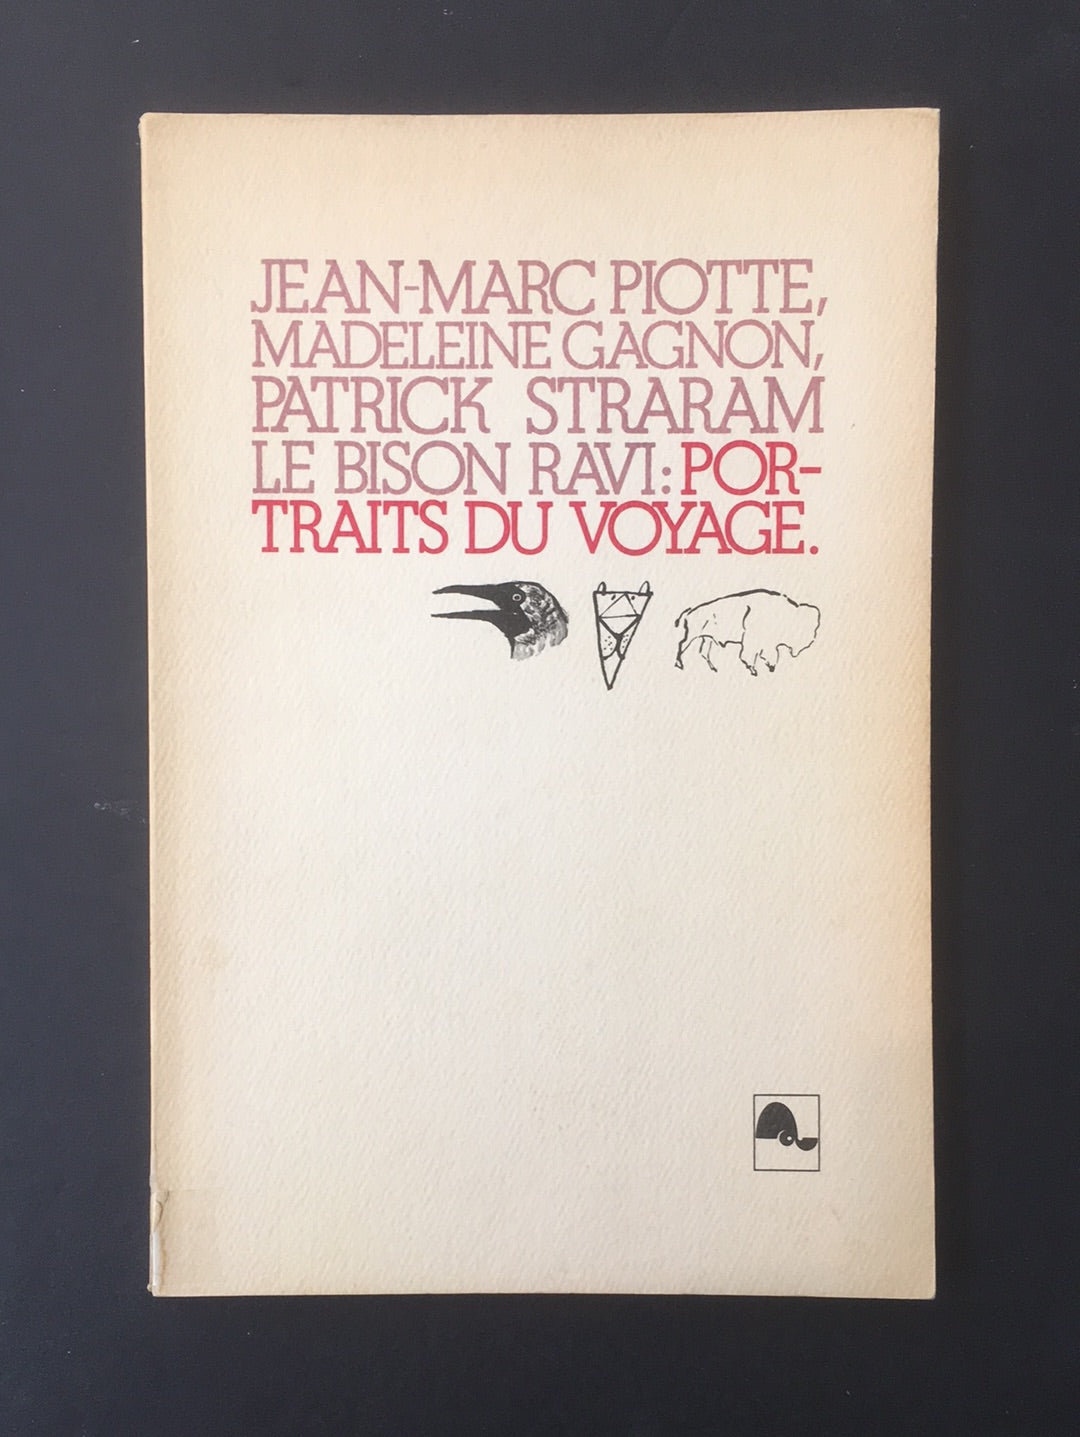 JEAN-MARC PIOTTE,
MADELEINE GAGNON,
PATRICK STRARAM
LE BISON RAVI: POR-
TRAITS DU VOYAGE.